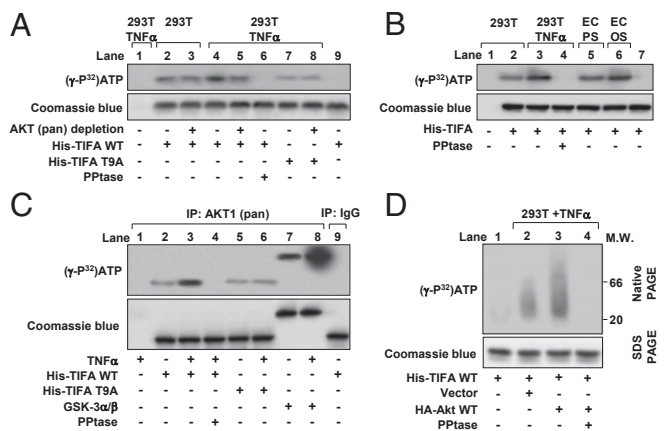 A
293T
TNFα
293T
293T
TNFα
Lane 1 2 3 4 5 6 7 8 9
(γ-P³²)ATP
Coomassie blue
AKT (pan) depletion - - + - + - - + -
His-TIFA WT - + + + + + - - +
His-TIFA T9A - - - - - - + + -
PPtase - - - - - + - - -
B
293T
293T
TNFα
EC
PS
EC
OS
Lane 1 2 3 4 5 6 7
(γ-P³²)ATP
Coomassie blue
His-TIFA - + + + + + +
PPtase - - - + - - -
C
IP: AKT1 (pan)
IP: IgG
Lane 1 2 3 4 5 6 7 8 9
(γ-P³²)ATP
Coomassie blue
TNFα + - + + - + - + -
His-TIFA WT - + + + - - - - +
His-TIFA T9A - - - - + + - - -
GSK-3α/β - - - - - - + + -
PPtase - - - + - - - - -
D
293T +TNFα
Lane 1 2 3 4 M.W.
(γ-P³²)ATP
66
20
Native
PAGE
Coomassie blue
SDS
PAGE
His-TIFA WT + + + +
Vector - + - -
HA-Akt WT - - + +
PPtase - - - +